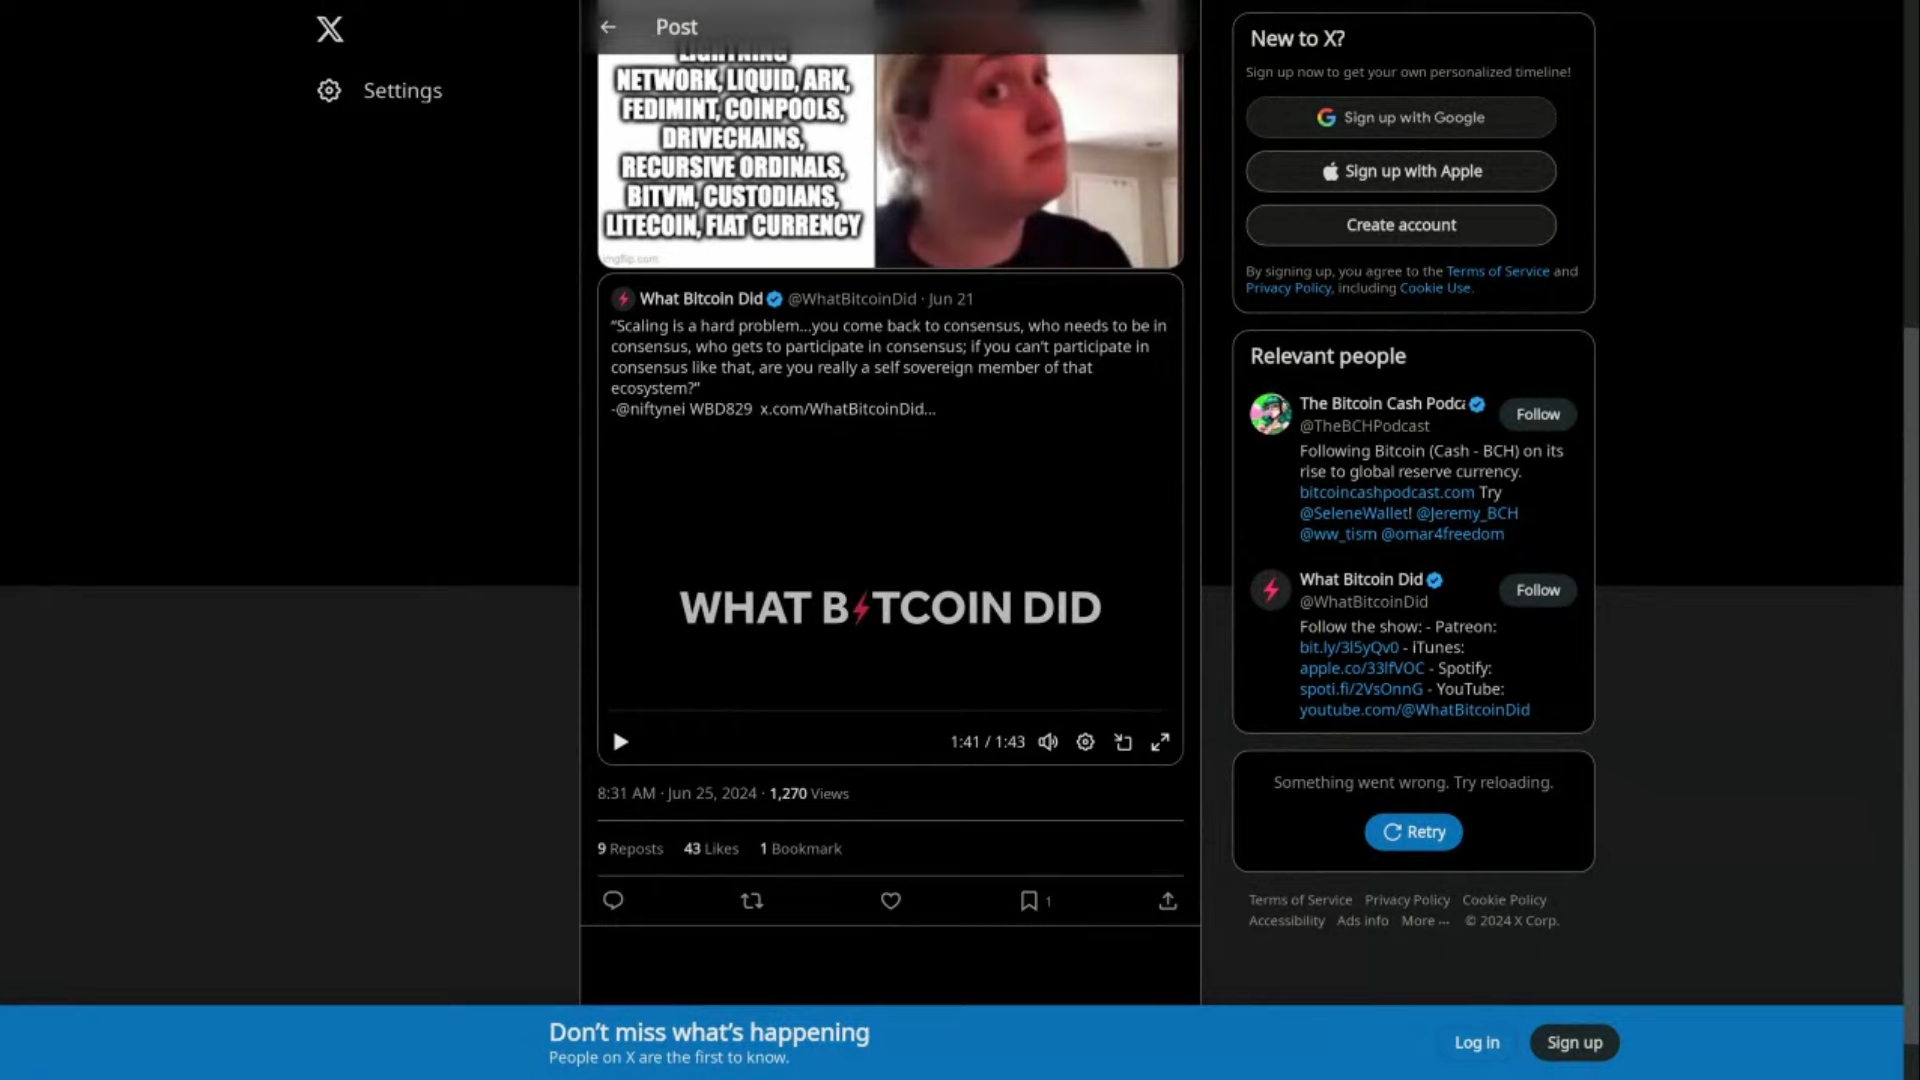 Settings
Post
LIGHTNING
NETWORK, LIQUID, ARK,
FEDIMINT, COINPOOLS,
DRIVECHAINS,
RECURSIVE ORDINALS,
BITVM, CUSTODIANS,
LITECOIN, FIAT CURRENCY
imgflip.com
What Bitcoin Did @WhatBitcoinDid · Jun 21
“Scaling is a hard problem...you come back to consensus, who needs to be in
consensus, who gets to participate in consensus; if you can't participate in
consensus like that, are you really a self sovereign member of that
ecosystem?”
-@niftynei WBD829 x.com/WhatBitcoinDid...
WHAT BITCOIN DID
1:41 / 1:43
8:31 AM · Jun 25, 2024 · 1,270 Views
9 Reposts 43 Likes 1 Bookmark
1
New to X?
Sign up now to get your own personalized timeline!
Sign up with Google
Sign up with Apple
Create account
By signing up, you agree to the Terms of Service and
Privacy Policy, including Cookie Use.
Relevant people
The Bitcoin Cash Podca
Follow
@TheBCHPodcast
Following Bitcoin (Cash - BCH) on its
rise to global reserve currency.
bitcoincashpodcast.com Try
@SeleneWallet! @Jeremy_BCH
@ww_tism @omar4freedom
What Bitcoin Did
Follow
@WhatBitcoinDid
Follow the show: - Patreon:
bit.ly/3l5yQv0 - iTunes:
apple.co/33lfVOC - Spotify:
spoti.fi/2VsOnnG - YouTube:
youtube.com/@WhatBitcoinDid
Something went wrong. Try reloading.
Retry
Terms of Service Privacy Policy Cookie Policy
Accessibility Ads info More ... © 2024 X Corp.
Don't miss what's happening
People on X are the first to know.
Log in
Sign up